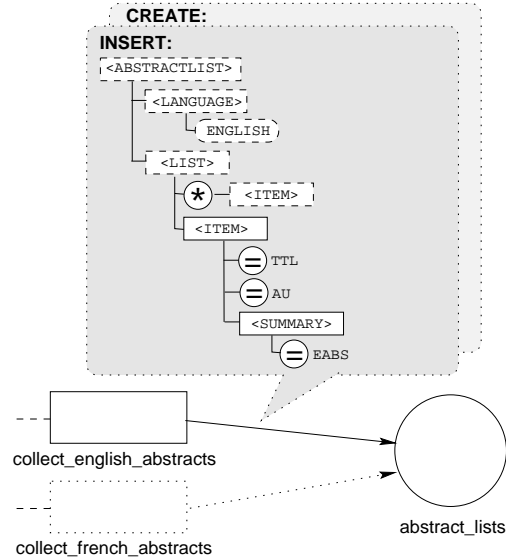 CREATE:
INSERT:
<ABSTRACTLIST>
<LANGUAGE>
ENGLISH
<LIST>
* <ITEM>
<ITEM>
= TTL
= AU
<SUMMARY>
= EABS
collect_english_abstracts
collect_french_abstracts
abstract_lists